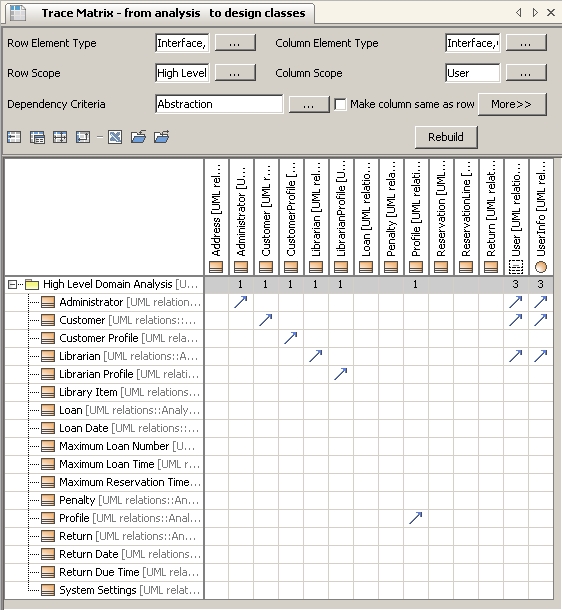 Trace Matrix - from analysis to design classes
Row Element Type Interface, ... Column Element Type Interface, ...
Row Scope High Level ... Column Scope User ...
Dependency Criteria Abstraction ... Make column same as row More>>
Rebuild
Address [UML rel...
Administrator [U...
Customer [UML r...
CustomerProfile [...
Librarian [UML rel...
LibrarianProfile [U...
Loan [UML relatio...
Penalty [UML rela...
Profile [UML relati...
Reservation [UML...
ReservationLine [...
Return [UML relat...
User [UML relatio...
UserInfo [UML rel...
High Level Domain Analysis [U... 1 1 1 1 1 1 3 3
Administrator [UML relation...
Customer [UML relations::...
Customer Profile [UML rela...
Librarian [UML relations::A...
Librarian Profile [UML relati...
Library Item [UML relations...
Loan [UML relations::Analy...
Loan Date [UML relations::...
Maximum Loan Number [U...
Maximum Loan Time [UML r...
Maximum Reservation Time...
Penalty [UML relations::An...
Profile [UML relations::Anal...
Return [UML relations::An...
Return Date [UML relations...
Return Due Time [UML rela...
System Settings [UML relat...